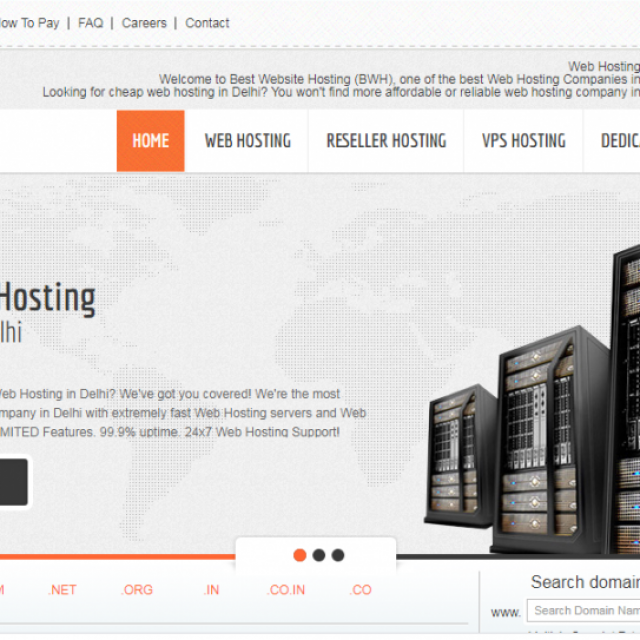 How To Pay | FAQ | Careers | Contact
Web Hosting
Welcome to Best Website Hosting (BWH), one of the best Web Hosting Companies in
Looking for cheap web hosting in Delhi? You won't find more affordable or reliable web hosting company in
HOME WEB HOSTING RESELLER HOSTING VPS HOSTING DEDIC
Hosting
lhi
Web Hosting in Delhi? We've got you covered! We're the most
mpany in Delhi with extremely fast Web Hosting servers and Web
IMITED Features. 99.9% uptime. 24x7 Web Hosting Support!
M .NET .ORG .IN .CO.IN .CO
Search domain
www. Search Domain Nam